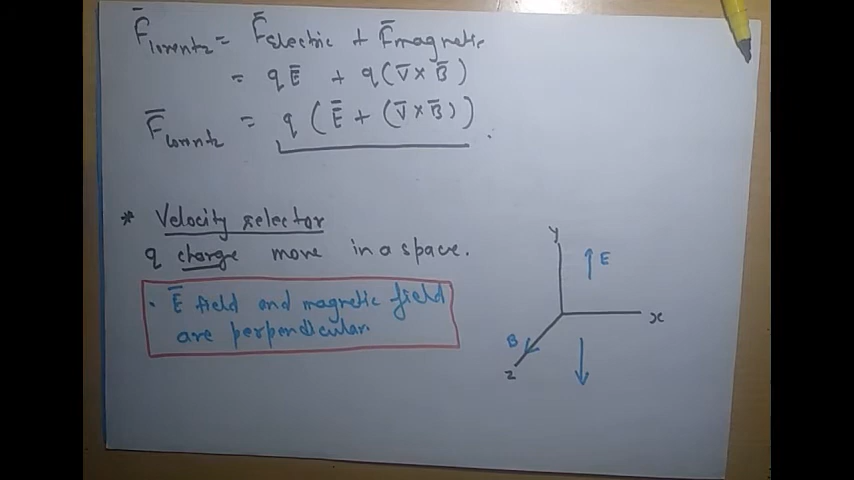 F̄lorentz = F̄electric + F̄magnetic
= qĒ + q(V̄ × B̄)
F̄lorentz = q(Ē + (V̄ × B̄)).
* Velocity selector
q charge move in a space.
• Ē field and magnetic field
are perpendicular.
y
E
x
B
z